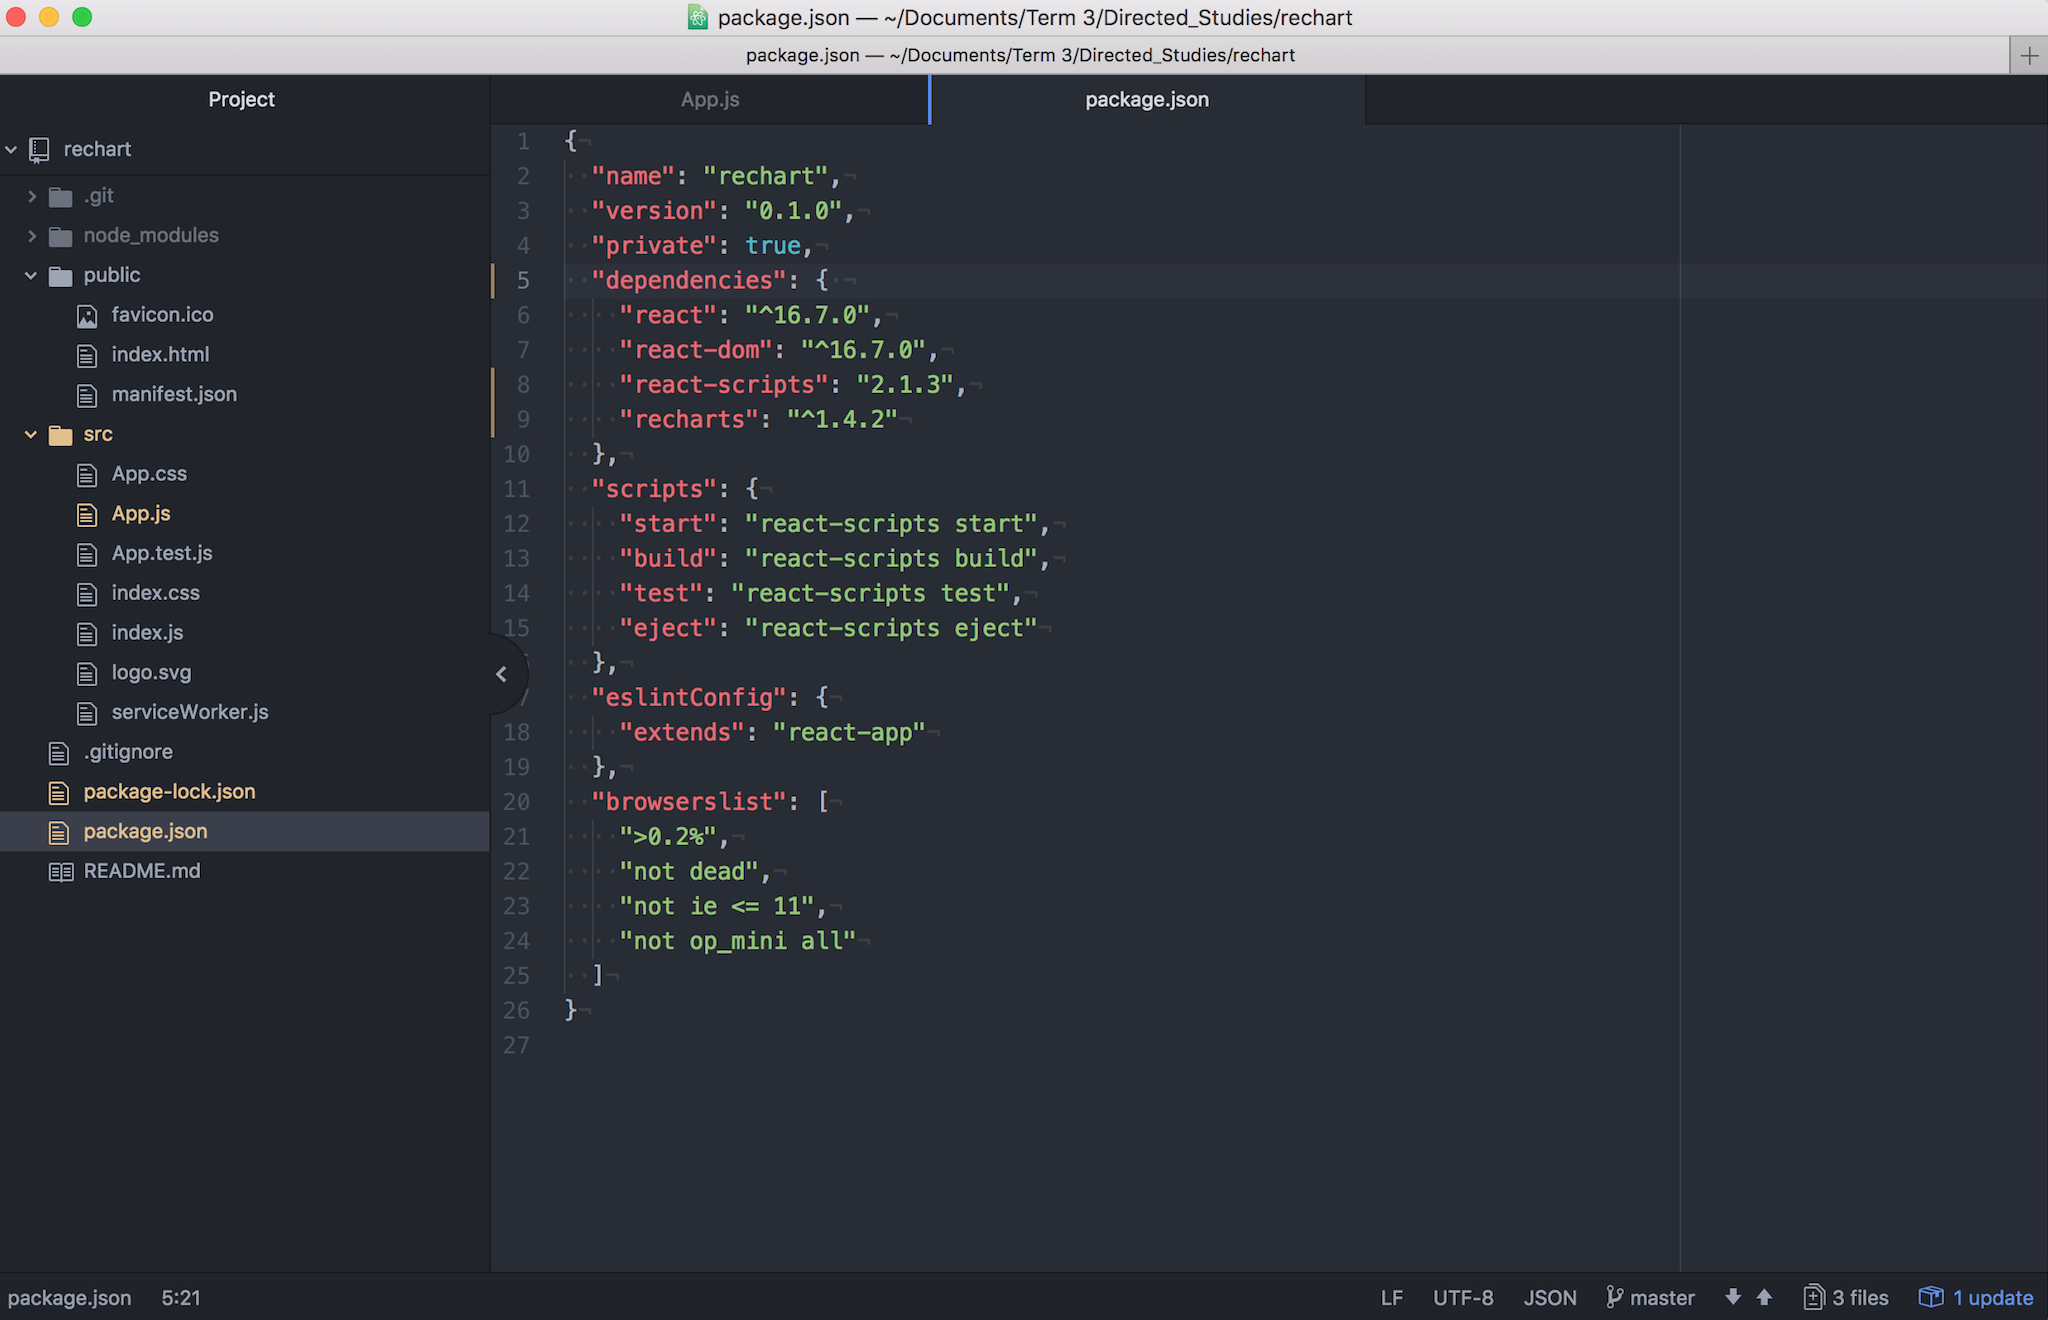 package.json — ~/Documents/Term 3/Directed_Studies/rechart
package.json — ~/Documents/Term 3/Directed_Studies/rechart
Project
rechart
.git
node_modules
public
favicon.ico
index.html
manifest.json
src
App.css
App.js
App.test.js
index.css
index.js
logo.svg
serviceWorker.js
.gitignore
package-lock.json
package.json
README.md
App.js
package.json
1 {
2 "name": "rechart",
3 "version": "0.1.0",
4 "private": true,
5 "dependencies": {
6 "react": "^16.7.0",
7 "react-dom": "^16.7.0",
8 "react-scripts": "2.1.3",
9 "recharts": "^1.4.2"
10 },
11 "scripts": {
12 "start": "react-scripts start",
13 "build": "react-scripts build",
14 "test": "react-scripts test",
15 "eject": "react-scripts eject"
},
7 "eslintConfig": {
18 "extends": "react-app"
19 },
20 "browserslist": [
21 ">0.2%",
22 "not dead",
23 "not ie <= 11",
24 "not op_mini all"
25 ]
26 }
27
package.json 5:21
LF UTF-8 JSON master 3 files 1 update